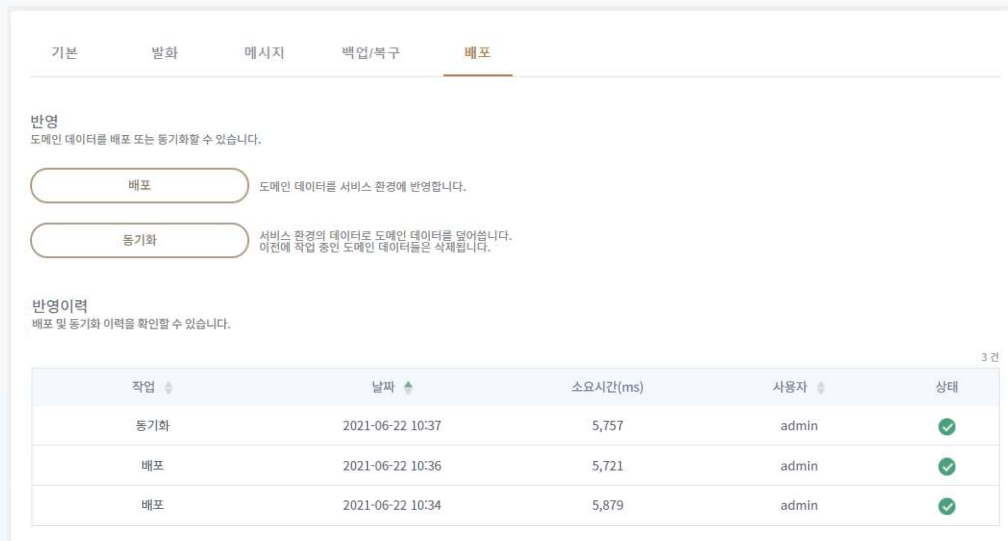 기본 발화 메시지 백업/복구 배포
반영
도메인 데이터를 배포 또는 동기화할 수 있습니다.
배포 도메인 데이터를 서비스 환경에 반영합니다.
동기화 서비스 환경의 데이터로 도메인 데이터를 덮어씁니다.
이전에 작업 중인 도메인 데이터들은 삭제됩니다.
반영이력
배포 및 동기화 이력을 확인할 수 있습니다.
3 건
작업 날짜 소요시간(ms) 사용자 상태
동기화 2021-06-22 10:37 5,757 admin
배포 2021-06-22 10:36 5,721 admin
배포 2021-06-22 10:34 5,879 admin